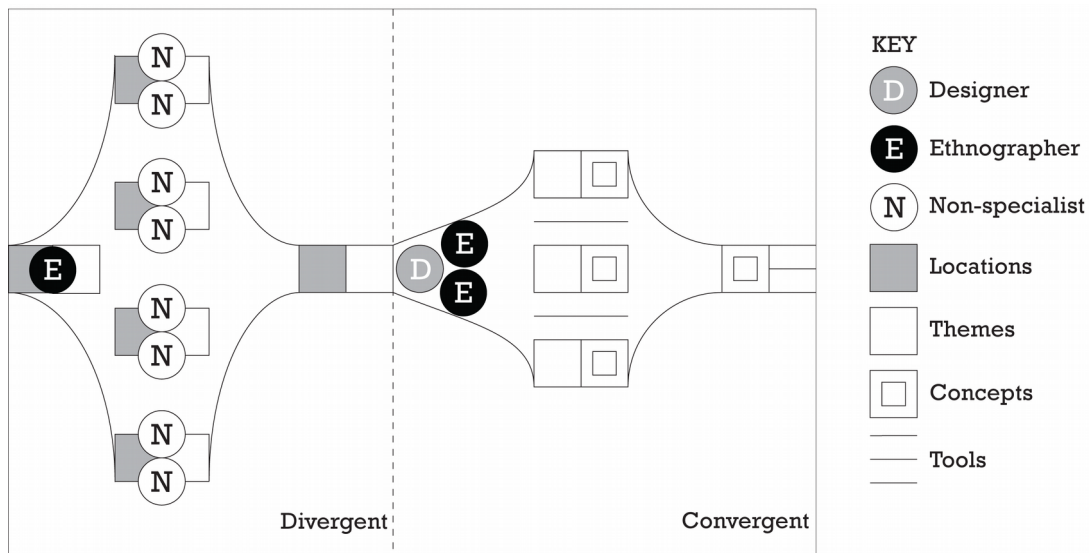 N
N
N
N
E
N
N
N
N
E
D
E
Divergent
Convergent
KEY
D Designer
E Ethnographer
N Non-specialist
Locations
Themes
Concepts
Tools